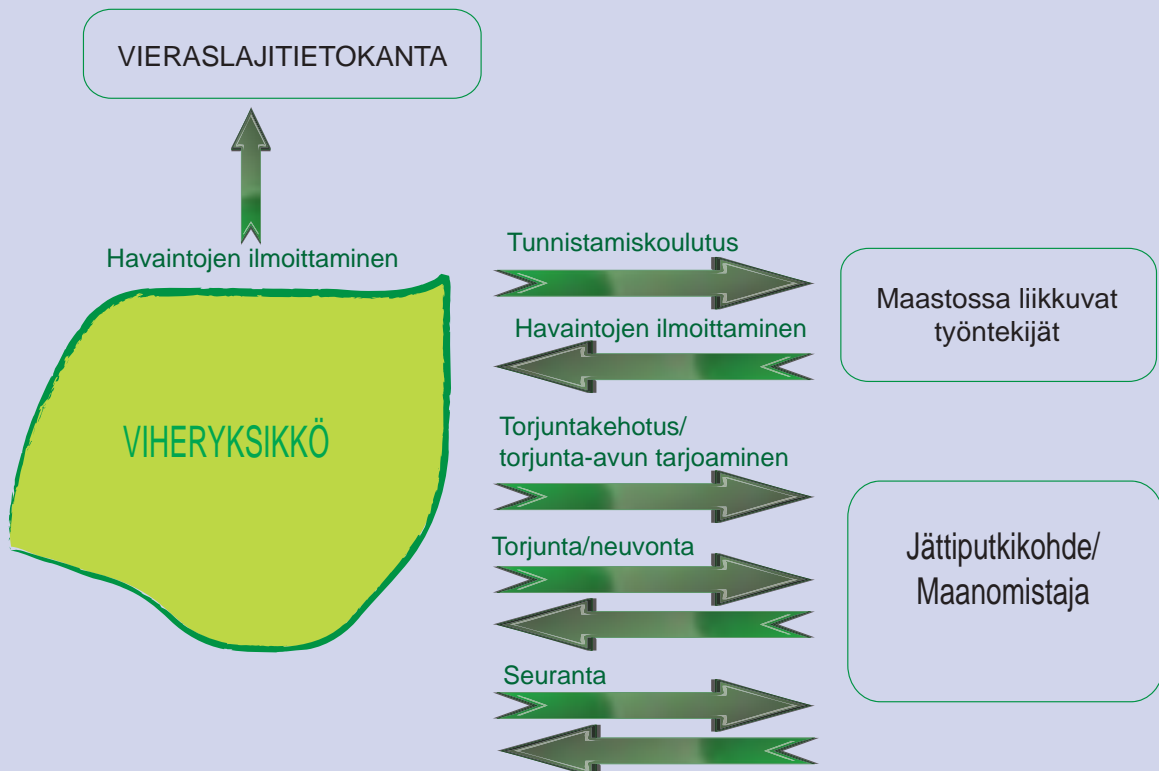 VIERASLAJITIETOKANTA
Havaintojen ilmoittaminen
VIHERYKSIKKÖ
Tunnistamiskoulutus
Havaintojen ilmoittaminen
Maastossa liikkuvat
työntekijät
Torjuntakehotus/
torjunta-avun tarjoaminen
Torjunta/neuvonta
Seuranta
Jättiputkikohde/
Maanomistaja